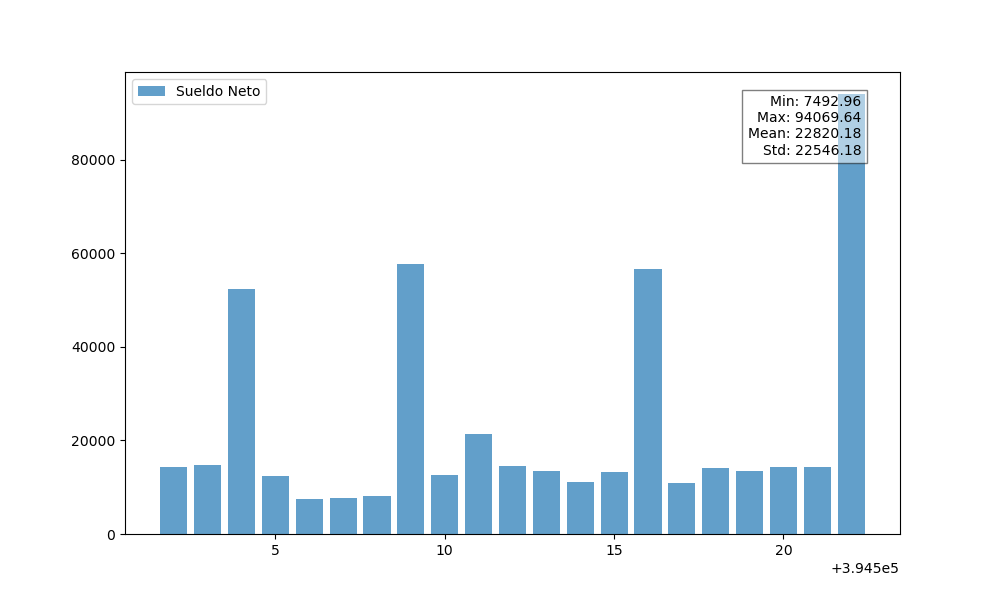 Sueldo Neto
Min: 7492.96
Max: 94069.64
Mean: 22820.18
Std: 22546.18
80000
60000
40000
20000
0
5
10
15
20
+3.945e5